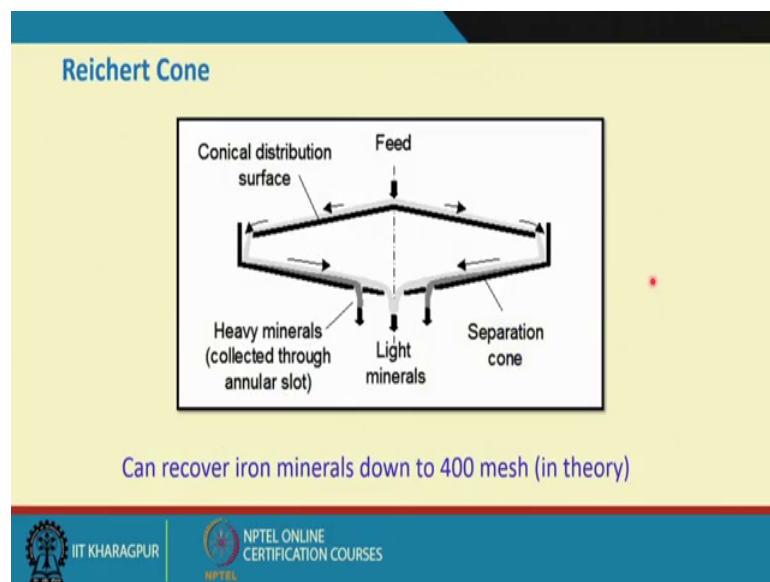 Reichert Cone
Feed
Conical distribution
surface
Heavy minerals
(collected through
annular slot)
Light
minerals
Separation
cone
Can recover iron minerals down to 400 mesh (in theory)
IIT KHARAGPUR
NPTEL
NPTEL ONLINE
CERTIFICATION COURSES